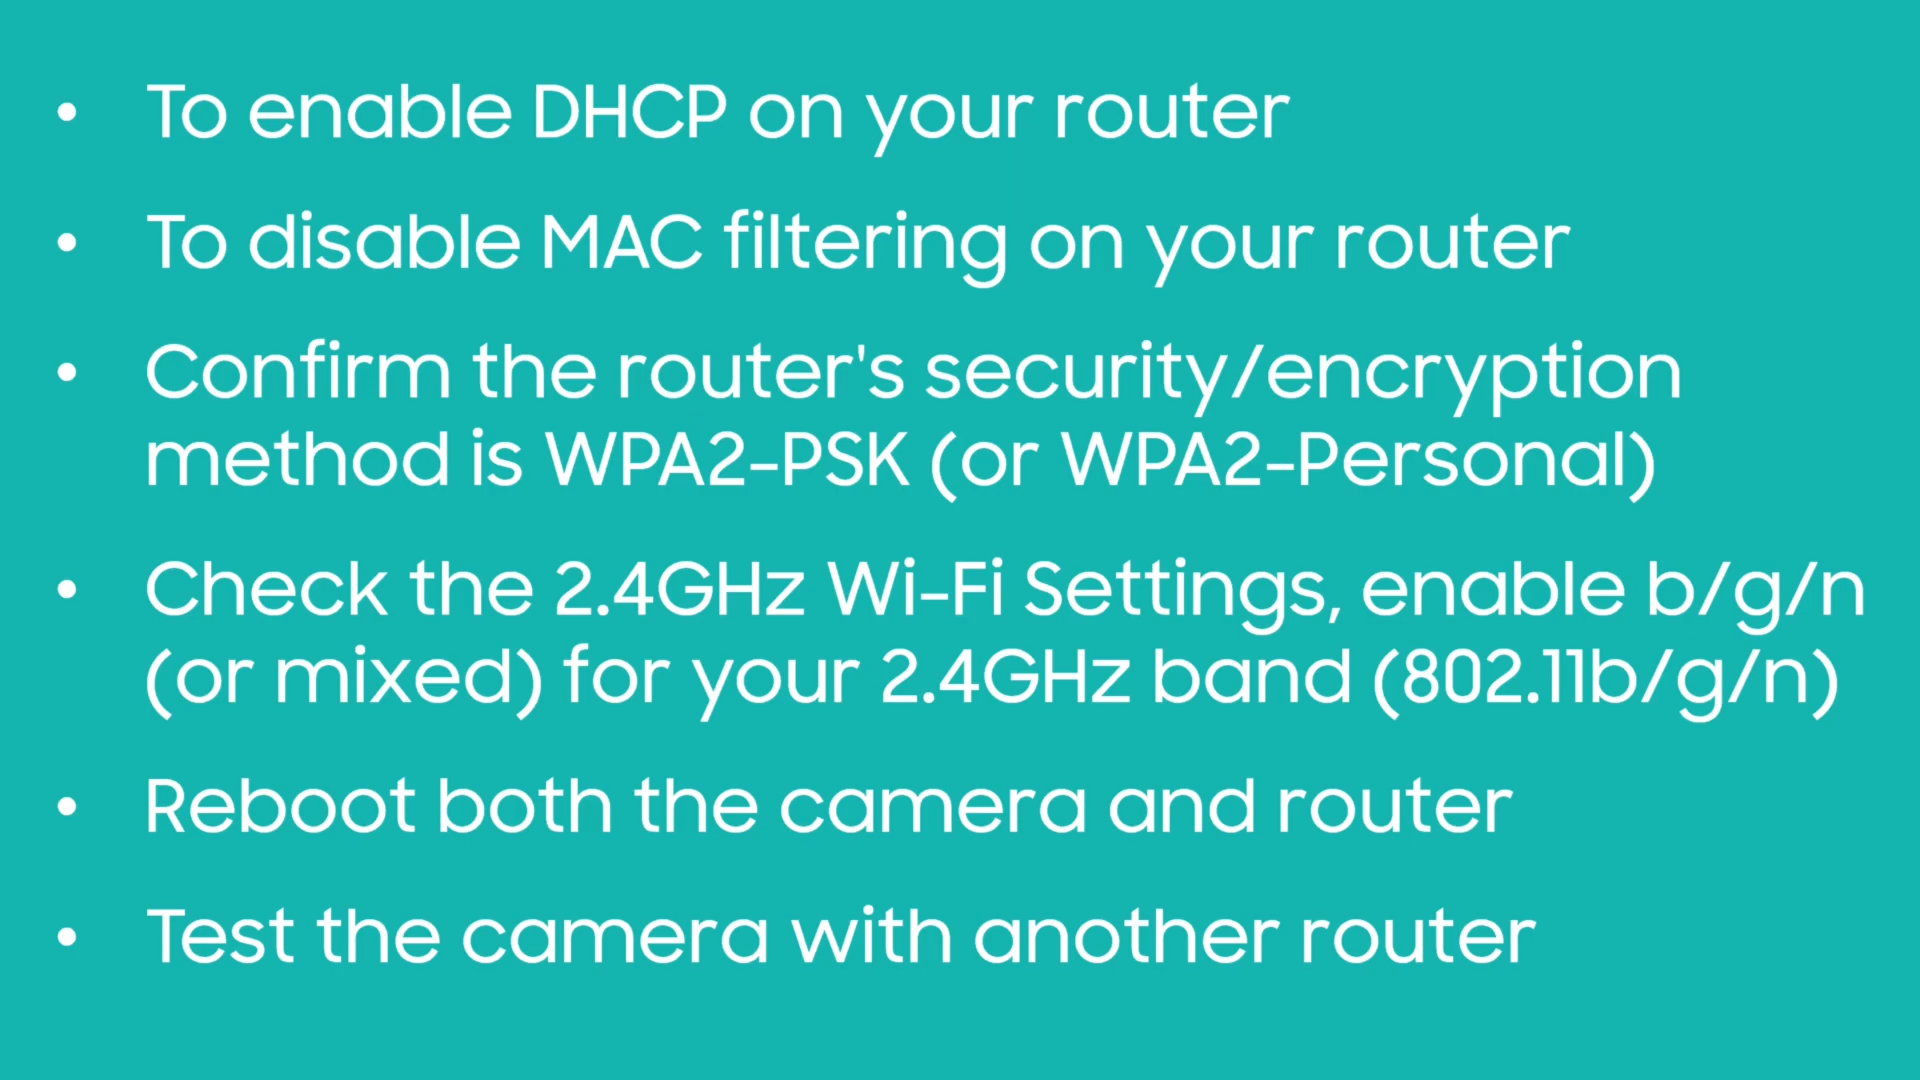 • To enable DHCP on your router
• To disable MAC filtering on your router
• Confirm the router's security/encryption
method is WPA2-PSK (or WPA2-Personal)
• Check the 2.4GHz Wi-Fi Settings, enable b/g/n
(or mixed) for your 2.4GHz band (802.11b/g/n)
• Reboot both the camera and router
• Test the camera with another router